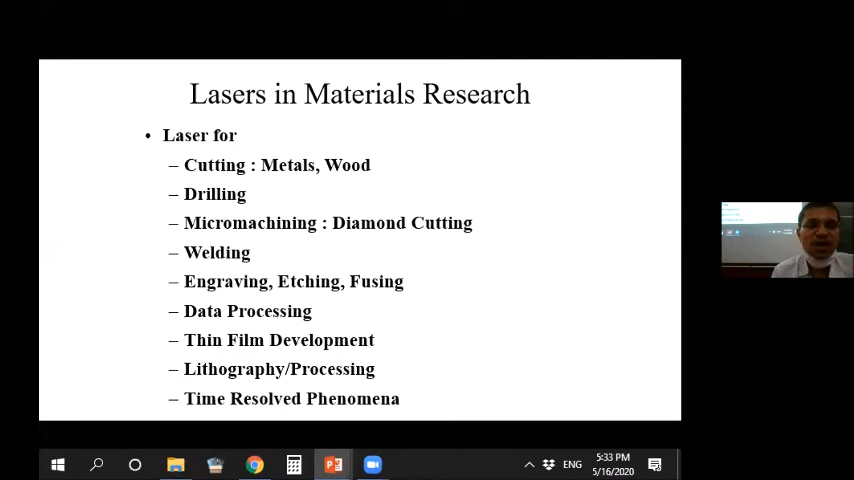 Lasers in Materials Research
• Laser for
– Cutting : Metals, Wood
– Drilling
– Micromachining : Diamond Cutting
– Welding
– Engraving, Etching, Fusing
– Data Processing
– Thin Film Development
– Lithography/Processing
– Time Resolved Phenomena
ENG
5:33 PM
5/16/2020